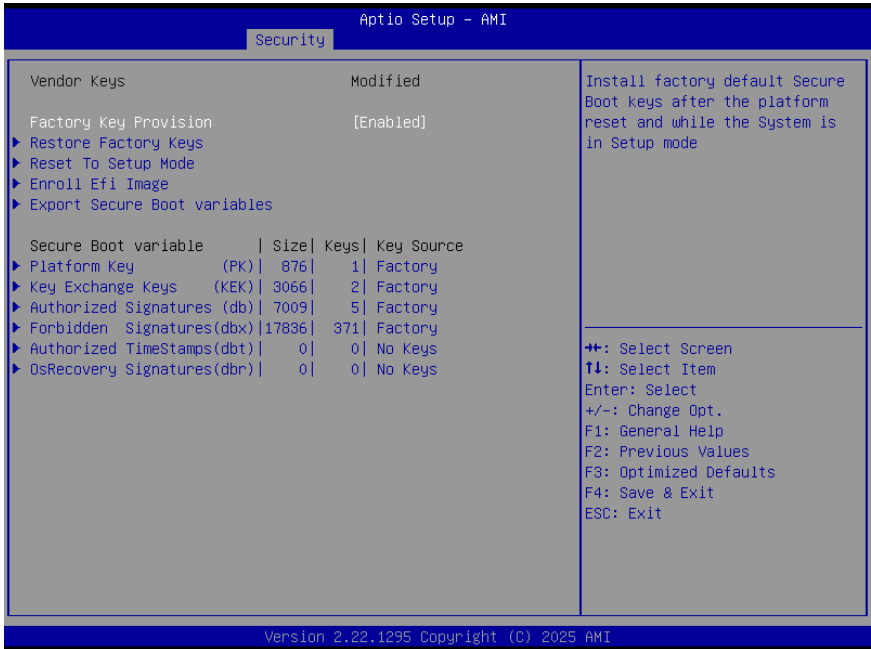 Aptio Setup – AMI
Security
Vendor Keys Modified
Factory Key Provision [Enabled]
Restore Factory Keys
Reset To Setup Mode
Enroll Efi Image
Export Secure Boot variables
Secure Boot variable | Size| Keys| Key Source
Platform Key (PK)| 876| 1| Factory
Key Exchange Keys (KEK)| 3066| 2| Factory
Authorized Signatures (db)| 7009| 5| Factory
Forbidden Signatures(dbx)|17836| 371| Factory
Authorized TimeStamps(dbt)| 0| 0| No Keys
OsRecovery Signatures(dbr)| 0| 0| No Keys
Install factory default Secure
Boot keys after the platform
reset and while the System is
in Setup mode
→←: Select Screen
↑↓: Select Item
Enter: Select
+/-: Change Opt.
F1: General Help
F2: Previous Values
F3: Optimized Defaults
F4: Save & Exit
ESC: Exit
Version 2.22.1295 Copyright (C) 2025 AMI